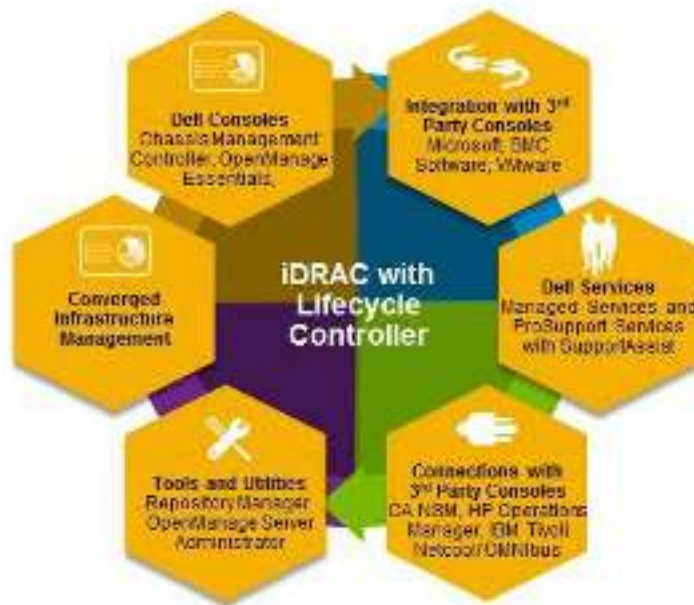 Dell Consoles
Chassis Management
Controller, OpenManage
Essentials,
Integration with 3rd
Party Consoles
Microsoft, BMC
Software, VMware
iDRAC with
Lifecycle
Controller
Converged
Infrastructure
Management
Dell Services
Managed Services and
ProSupport Services
with SupportAssist
Tools and Utilities
Repository Manager
OpenManage Server
Administrator
Connections with
3rd Party Consoles
CA NSM, HP Operations
Manager, IBM Tivoli
Netcool/OMNIbus